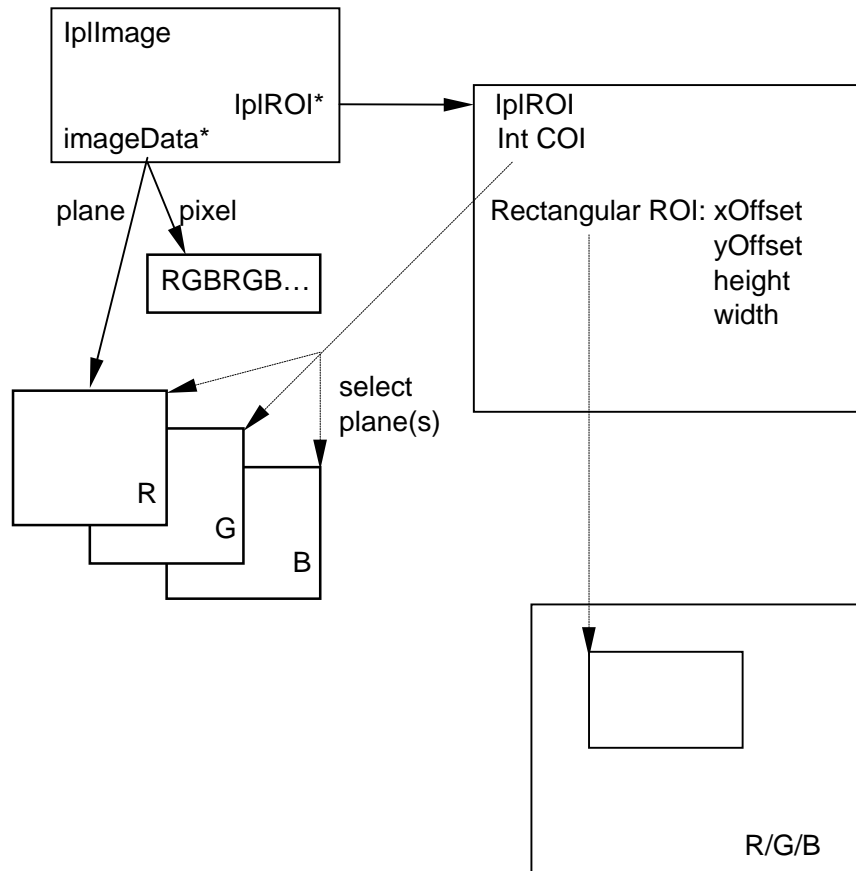 IplImage
IplROI*
imageData*
IplROI
Int COI
plane
pixel
Rectangular ROI: xOffset
yOffset
height
width
RGBRGB…
select
plane(s)
R
G
B
R/G/B